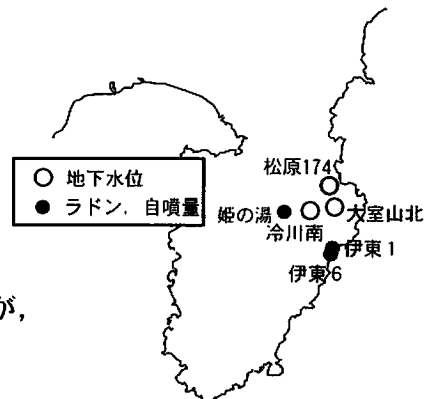 松原174
○ 地下水位
● ラドン, 自噴量
姫の湯
大室山北
冷川南
伊東1
伊東6
が,